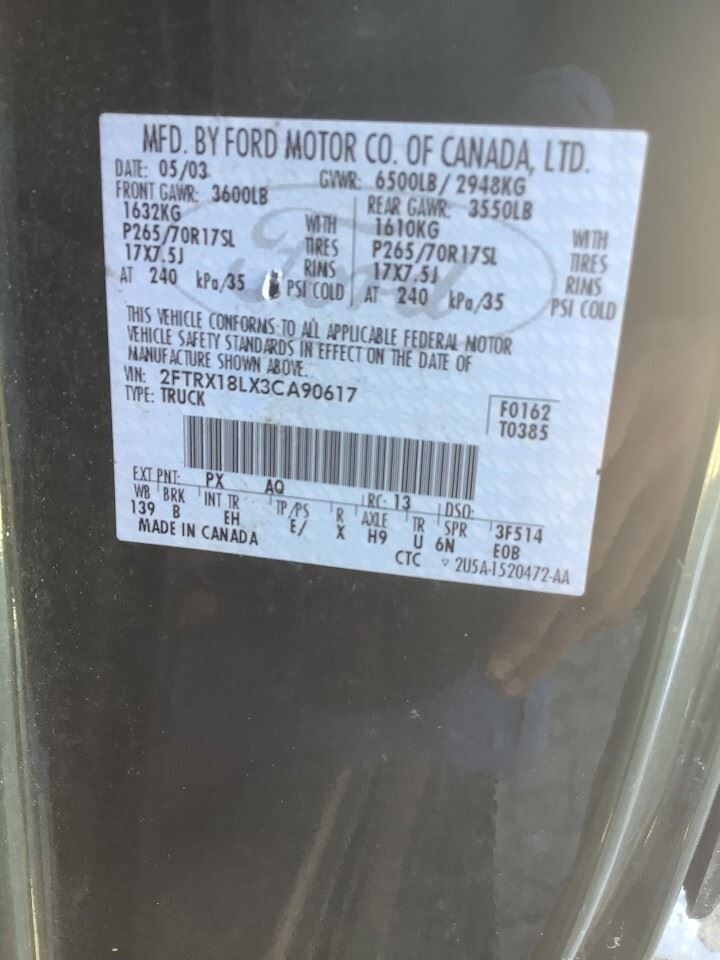 MFD. BY FORD MOTOR CO. OF CANADA, LTD.
DATE: 05/03 GVWR: 6500LB/2948KG
FRONT GAWR: 3600LB REAR GAWR: 3550LB
1632KG WITH 1610KG WITH
P265/70R17SL TIRES P265/70R17SL TIRES
17X7.5J RIMS 17X7.5J RIMS
AT 240 kPa/35 PSI COLD AT 240 kPa/35 PSI COLD
THIS VEHICLE CONFORMS TO ALL APPLICABLE FEDERAL MOTOR
VEHICLE SAFETY STANDARDS IN EFFECT ON THE DATE OF
MANUFACTURE SHOWN ABOVE.
VIN: 2FTRX18LX3CA90617 F0162
TYPE: TRUCK T0385
EXT PNT: PX AQ RC: 13 DSO:
WB BRK INT TR TP/PS R AXLE TR SPR 3F514
139 B EH E/ X H9 U 6N E0B
MADE IN CANADA CTC ▽ 2U5A-1520472-AA
Ford